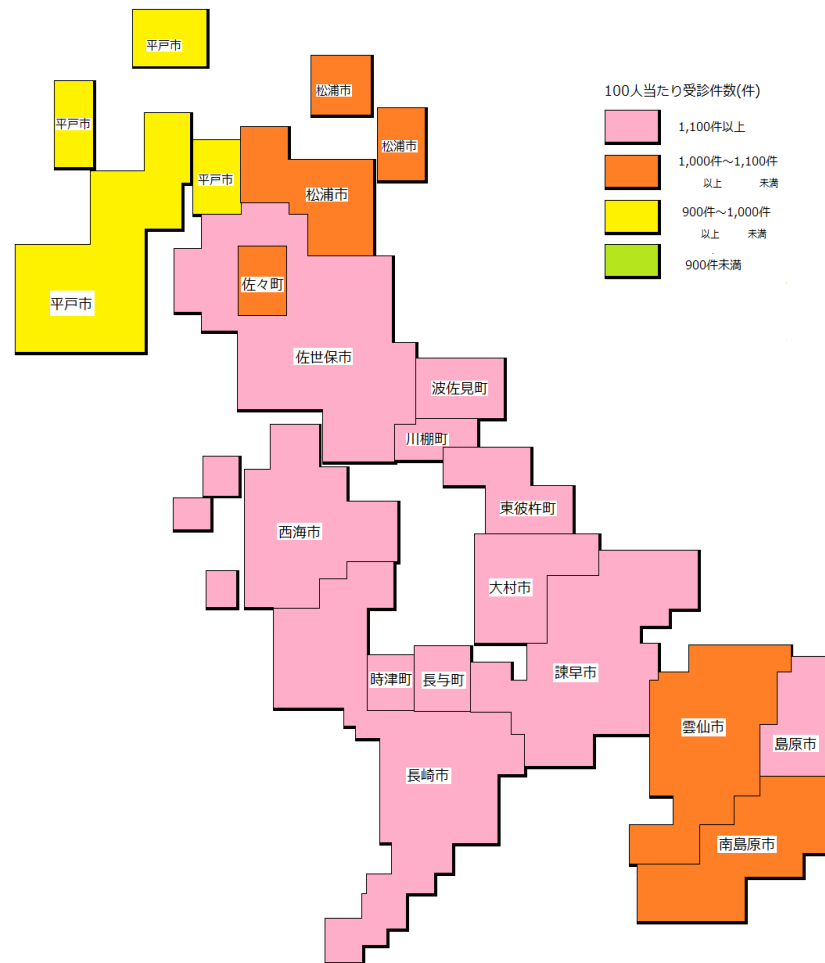 平戸市
松浦市
100人当たり受診件数(件)
平戸市
1,100件以上
松浦市
1,000件～1,100件
以上 未満
平戸市
松浦市
900件～1,000件
以上 未満
900件未満
佐々町
平戸市
佐世保市
波佐見町
川棚町
東彼杵町
西海市
大村市
諫早市
時津町
長与町
雲仙市
島原市
長崎市
南島原市